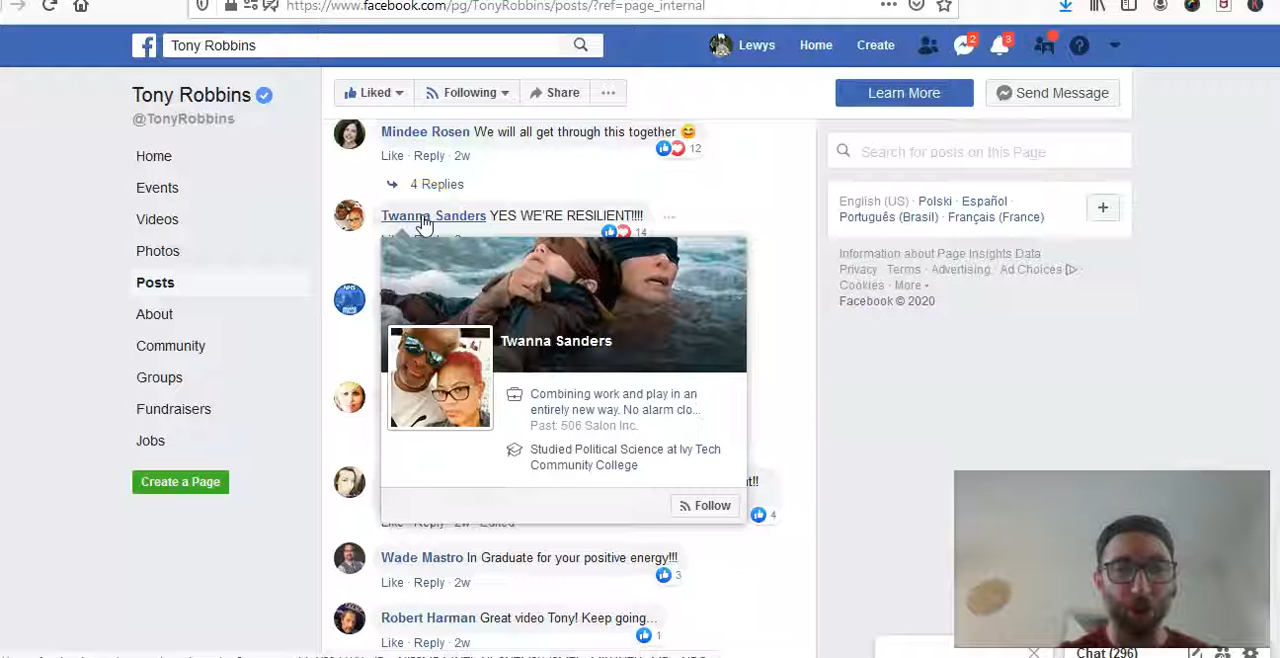 https://www.facebook.com/pg/TonyRobbins/posts/?ref=page_internal
Tony Robbins
Lewys
Home
Create
2
3
Tony Robbins
@TonyRobbins
Home
Events
Videos
Photos
Posts
About
Community
Groups
Fundraisers
Jobs
Create a Page
Liked
Following
Share
Learn More
Send Message
Mindee Rosen We will all get through this together
12
Like · Reply · 2w
4 Replies
Twanna Sanders YES WE'RE RESILIENT!!!!
14
Twanna Sanders
Combining work and play in an
entirely new way. No alarm clo...
Past: 506 Salon Inc.
Studied Political Science at Ivy Tech
Community College
Follow
4
Like · Reply · 2w · Edited
Wade Mastro In Graduate for your positive energy!!!
3
Like · Reply · 2w
Robert Harman Great video Tony! Keep going...
1
Like · Reply · 2w
Search for posts on this Page
English (US) · Polski · Español ·
Português (Brasil) · Français (France)
Information about Page Insights Data
Privacy · Terms · Advertising · Ad Choices
Cookies · More
Facebook © 2020
Chat (296)